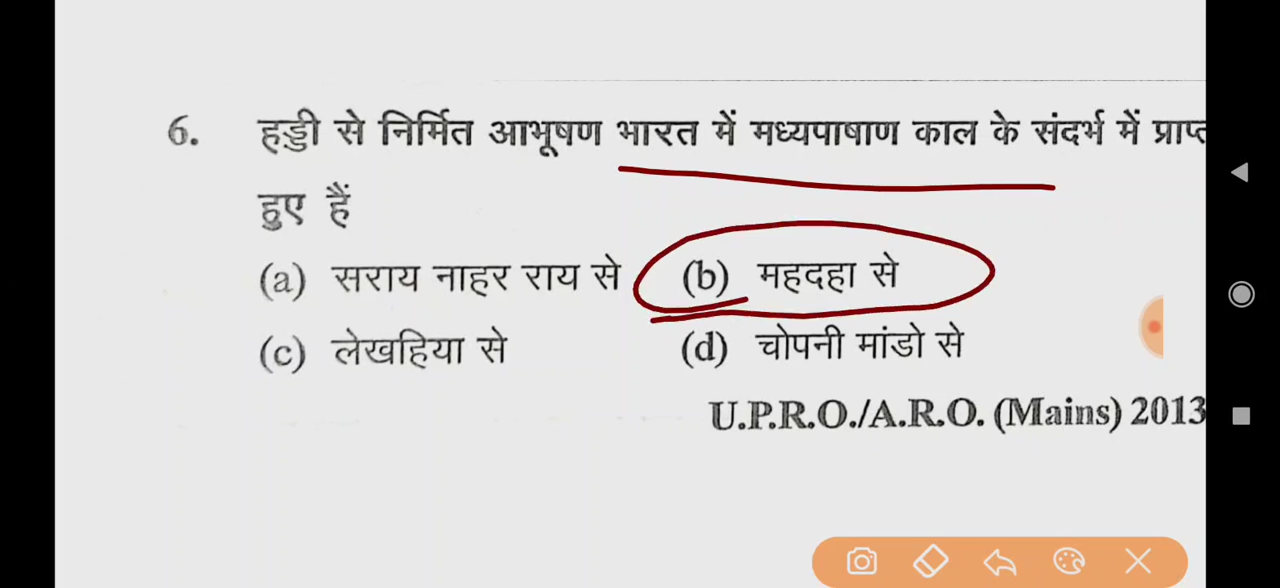 6. हड्डी से निर्मित आभूषण भारत में मध्यपाषाण काल के संदर्भ में प्राप्त
हुए हैं
(a) सराय नाहर राय से (b) महदहा से
(c) लेखहिया से (d) चोपनी मांडो से
U.P.R.O./A.R.O. (Mains) 2013